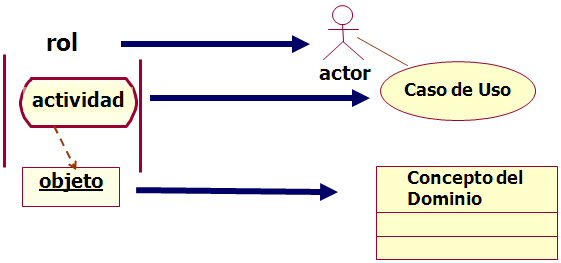 rol
actor
actividad
Caso de Uso
objeto
Concepto del
Dominio